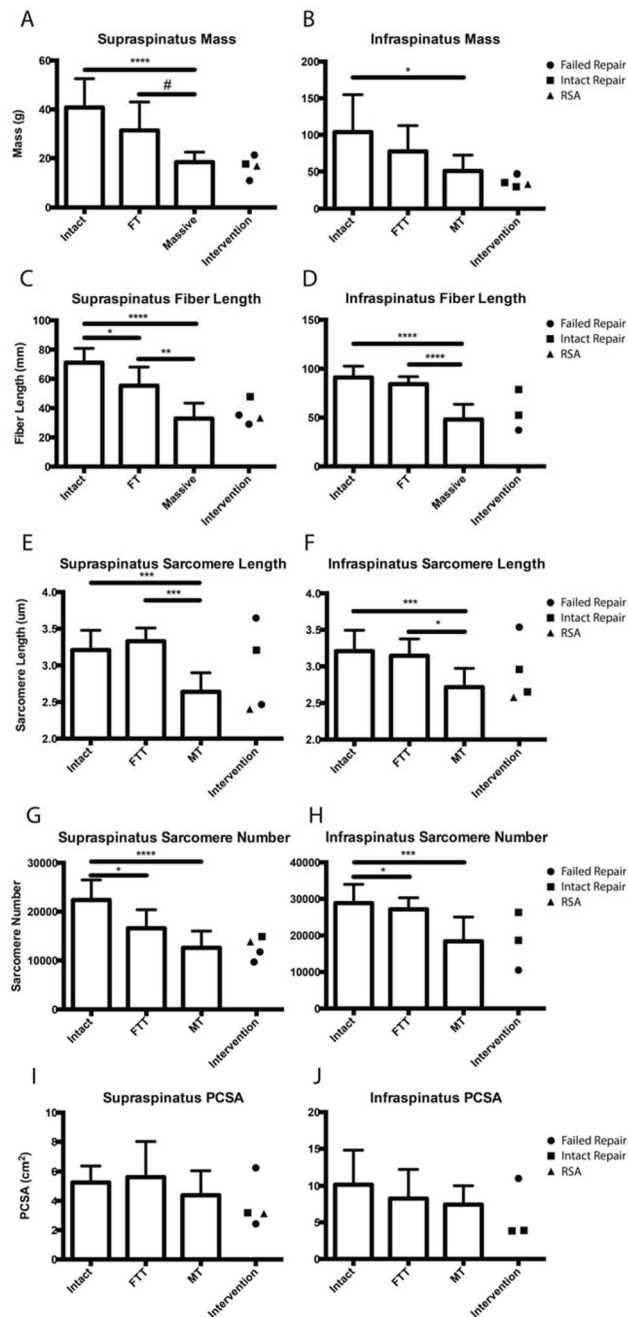 A
Supraspinatus Mass
****
#
Mass (g)
60
40
20
0
Intact
FT
Massive
Intervention
B
Infraspinatus Mass
*
200
150
100
50
0
Intact
FTT
MT
Intervention
Failed Repair
Intact Repair
RSA
C
Supraspinatus Fiber Length
****
*
**
Fiber Length (mm)
100
80
60
40
20
0
Intact
FT
Massive
Intervention
D
Infraspinatus Fiber Length
****
****
150
100
50
0
Intact
FT
Massive
Intervention
Failed Repair
Intact Repair
RSA
E
Supraspinatus Sarcomere Length
***
***
Sarcomere Length (um)
4.0
3.5
3.0
2.5
2.0
Intact
FTT
MT
Intervention
F
Infraspinatus Sarcomere Length
***
*
4.0
3.5
3.0
2.5
2.0
Intact
FTT
MT
Intervention
Failed Repair
Intact Repair
RSA
G
Supraspinatus Sarcomere Number
****
*
Sarcomere Number
30000
20000
10000
0
Intact
FTT
MT
Intervention
H
Infraspinatus Sarcomere Number
***
*
40000
30000
20000
10000
0
Intact
FTT
MT
Intervention
Failed Repair
Intact Repair
RSA
I
Supraspinatus PCSA
PCSA (cm²)
10
8
6
4
2
0
Intact
FTT
MT
Intervention
J
Infraspinatus PCSA
20
15
10
5
0
Intact
FTT
MT
Intervention
Failed Repair
Intact Repair
RSA